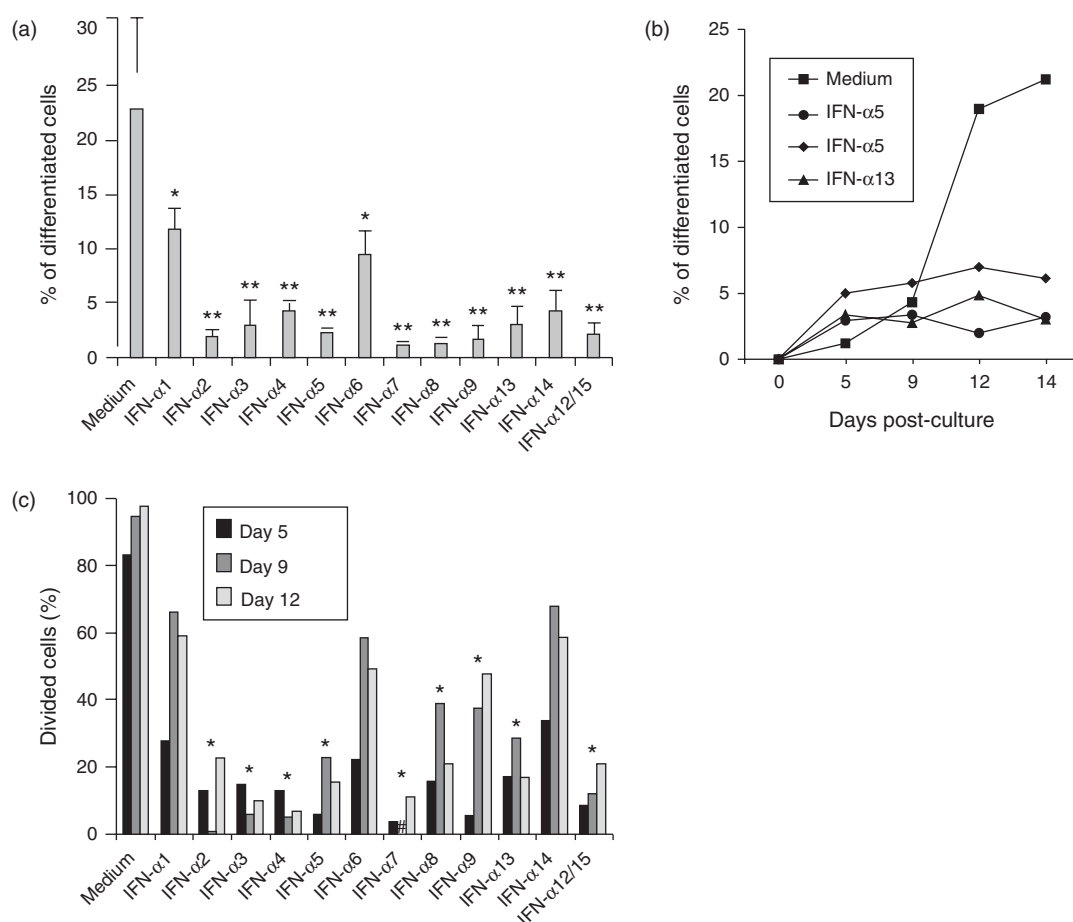 (a)
% of differentiated cells
30
25
20
15
10
5
0
*
**
**
**
**
*
**
**
**
**
**
**
Medium
IFN-α1
IFN-α2
IFN-α3
IFN-α4
IFN-α5
IFN-α6
IFN-α7
IFN-α8
IFN-α9
IFN-α13
IFN-α14
IFN-α12/15
(b)
% of differentiated cells
25
20
15
10
5
0
Medium
IFN-α5
IFN-α5
IFN-α13
0 5 9 12 14
Days post-culture
(c)
Divided cells (%)
100
80
60
40
20
0
Day 5
Day 9
Day 12
*
*
*
*
*
#
*
*
*
*
Medium
IFN-α1
IFN-α2
IFN-α3
IFN-α4
IFN-α5
IFN-α6
IFN-α7
IFN-α8
IFN-α9
IFN-α13
IFN-α14
IFN-α12/15